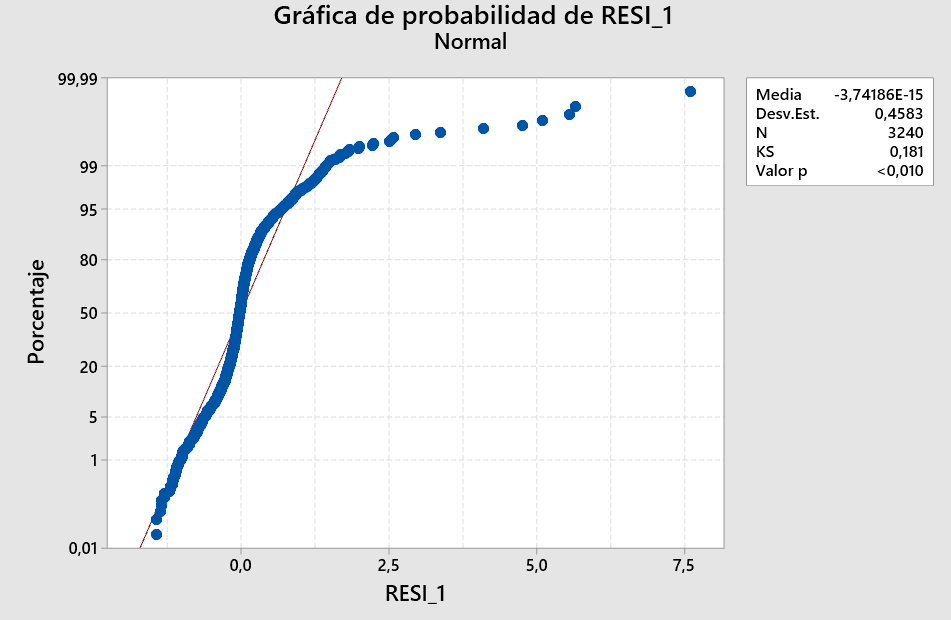 Gráfica de probabilidad de RESI_1
Normal
Media -3,74186E-15
Desv.Est. 0,4583
N 3240
KS 0,181
Valor p <0,010
Porcentaje
99,99
99
95
80
50
20
5
1
0,01
0,0 2,5 5,0 7,5
RESI_1